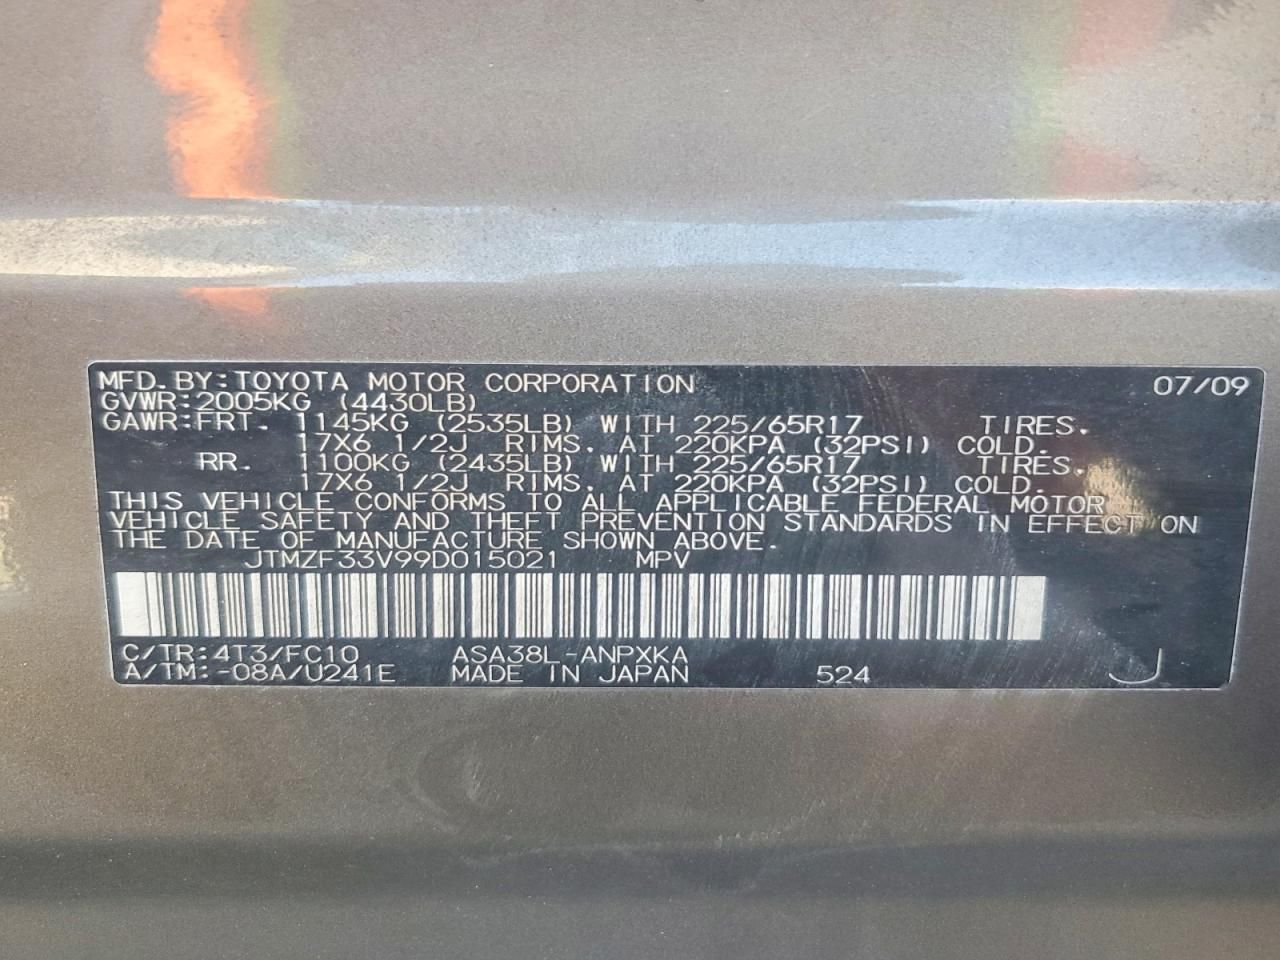 MFD.BY:TOYOTA MOTOR CORPORATION 07/09
GVWR:2005KG (4430LB)
GAWR:FRT. 1145KG (2535LB) WITH 225/65R17 TIRES.
17X6 1/2J RIMS. AT 220KPA (32PSI) COLD.
RR. 1100KG (2435LB) WITH 225/65R17 TIRES.
17X6 1/2J RIMS. AT 220KPA (32PSI) COLD.
THIS VEHICLE CONFORMS TO ALL APPLICABLE FEDERAL MOTOR
VEHICLE SAFETY AND THEFT PREVENTION STANDARDS IN EFFECT ON
THE DATE OF MANUFACTURE SHOWN ABOVE.
JTMZF33V99D015021 MPV
C/TR:4T3/FC10 ASA38L-ANPXKA
A/TM:-08A/U241E MADE IN JAPAN 524 J